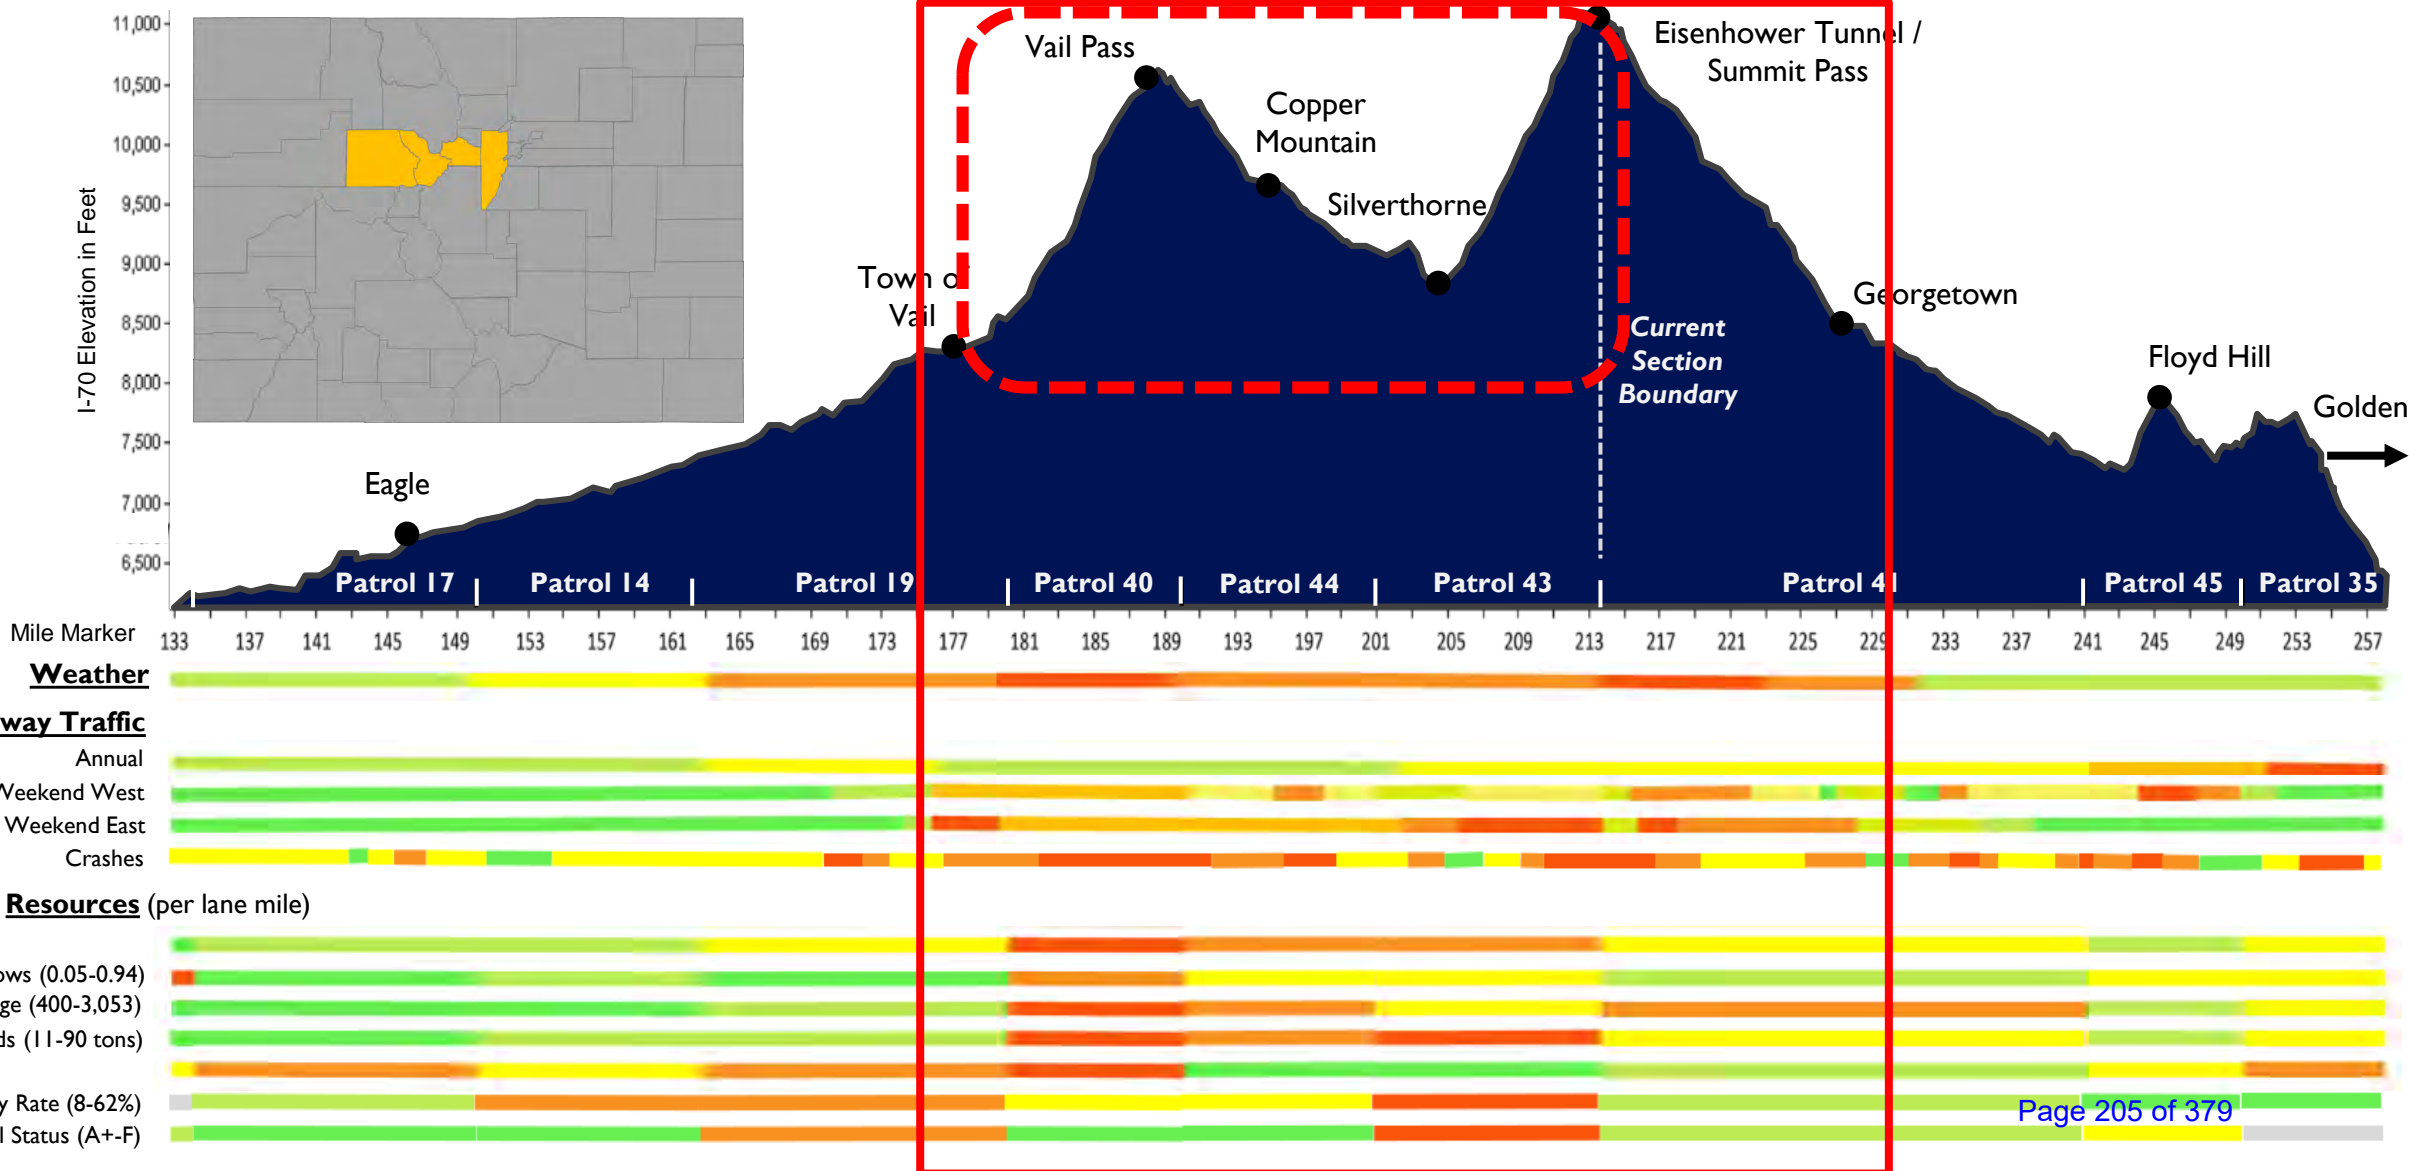 11,000
10,500
10,000
9,500
9,000
8,500
8,000
7,500
7,000
6,500
I-70 Elevation in Feet
Vail Pass
Eisenhower Tunnel /
Summit Pass
Copper
Mountain
Silverthorne
Town of
Vail
Georgetown
Current
Section
Boundary
Floyd Hill
Golden
Eagle
Patrol 17 Patrol 14 Patrol 19 Patrol 40 Patrol 44 Patrol 43 Patrol 41 Patrol 45 Patrol 35
Mile Marker 133 137 141 145 149 153 157 161 165 169 173 177 181 185 189 193 197 201 205 209 213 217 221 225 229 233 237 241 245 249 253 257
Weather
way Traffic
Annual
Weekend West
Weekend East
Crashes
Resources (per lane mile)
ows (0.05-0.94)
ge (400-3,053)
ds (11-90 tons)
y Rate (8-62%)
l Status (A+-F)
Page 205 of 379